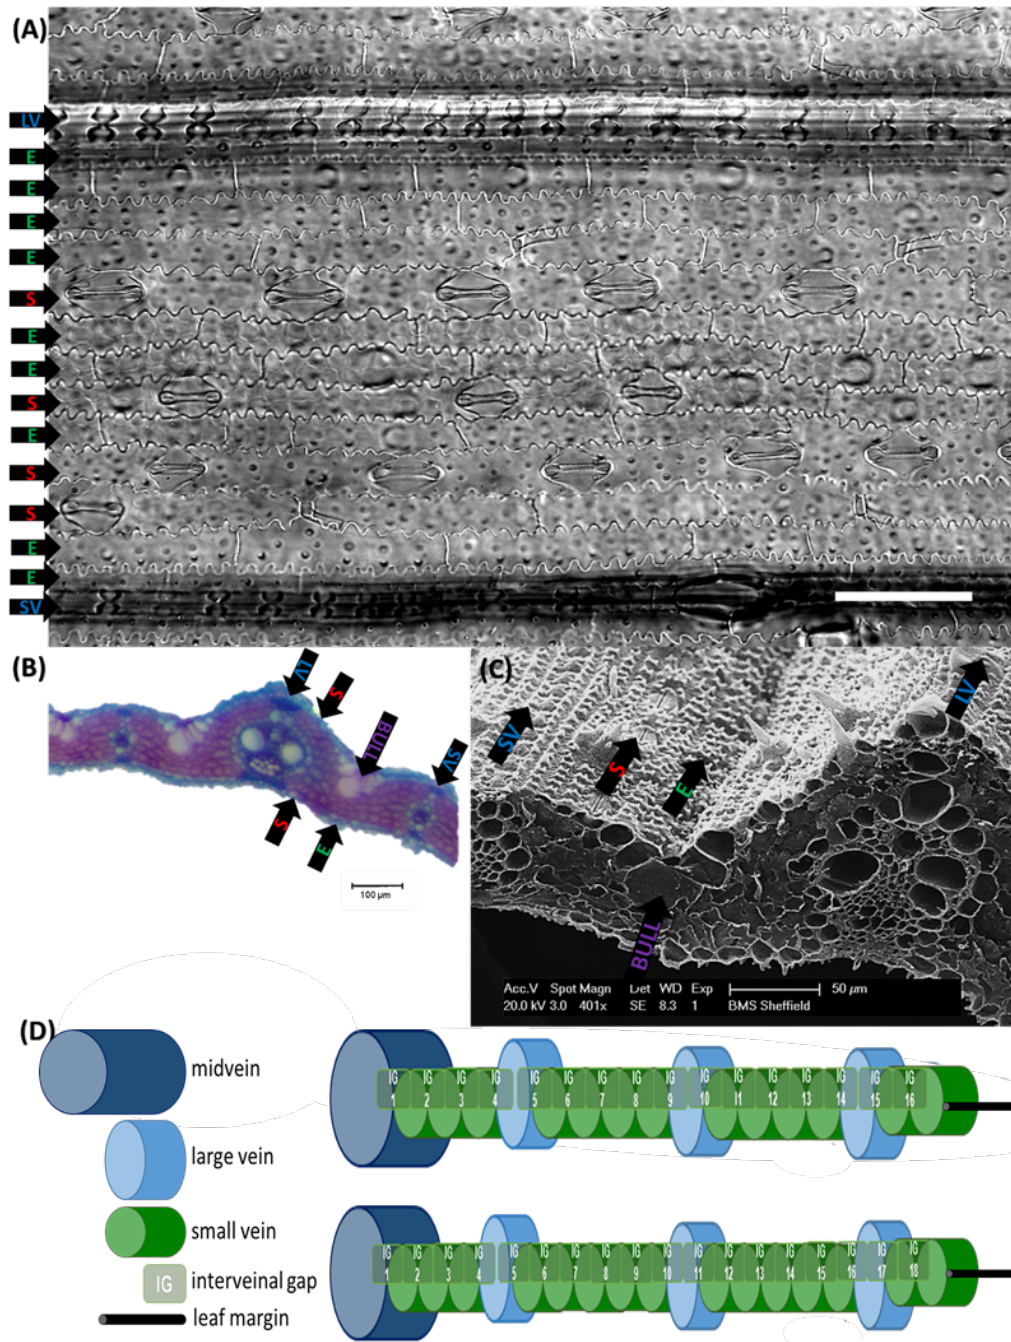 (A)
LV
E
E
E
E
S
E
E
S
E
S
S
E
E
SV
(B)
LV
S
BULL
SV
S
E
100 µm
(C)
SV
S
E
LV
BULL
Acc.V Spot Magn Det WD Exp
20.0 kV 3.0 401x SE 8.3 1
50 µm
BMS Sheffield
(D)
midvein
large vein
small vein
IG interveinal gap
leaf margin
IG IG IG IG IG IG IG IG IG IG IG IG IG IG IG IG
1 2 3 4 5 6 7 8 9 10 I1 12 13 14 15 16
IG IG IG IG IG IG IG IG IG IG IG IG IG IG IG IG IG IG
1 2 3 4 5 6 7 8 9 10 11 12 13 14 15 16 17 18